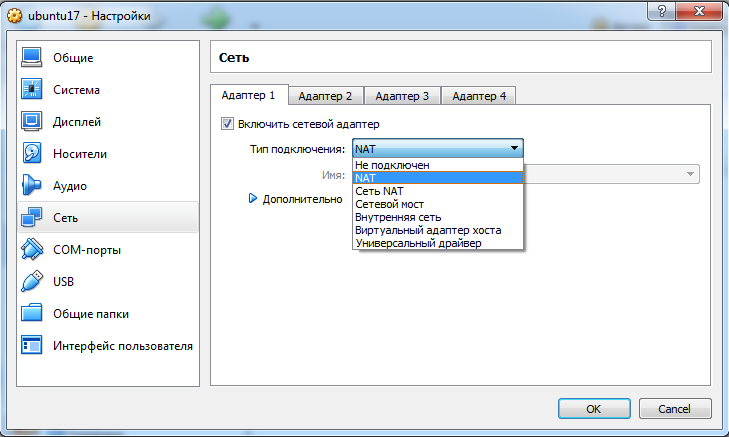 ubuntu17 - Настройки
Общие
Система
Дисплей
Носители
Аудио
Сеть
COM-порты
USB
Общие папки
Интерфейс пользователя
Сеть
Адаптер 1
Адаптер 2
Адаптер 3
Адаптер 4
Включить сетевой адаптер
Тип подключения: NAT
Не подключен
Имя:
NAT
Сеть NAT
Дополнительно
Сетевой мост
Внутренняя сеть
Виртуальный адаптер хоста
Универсальный драйвер
OK
Cancel